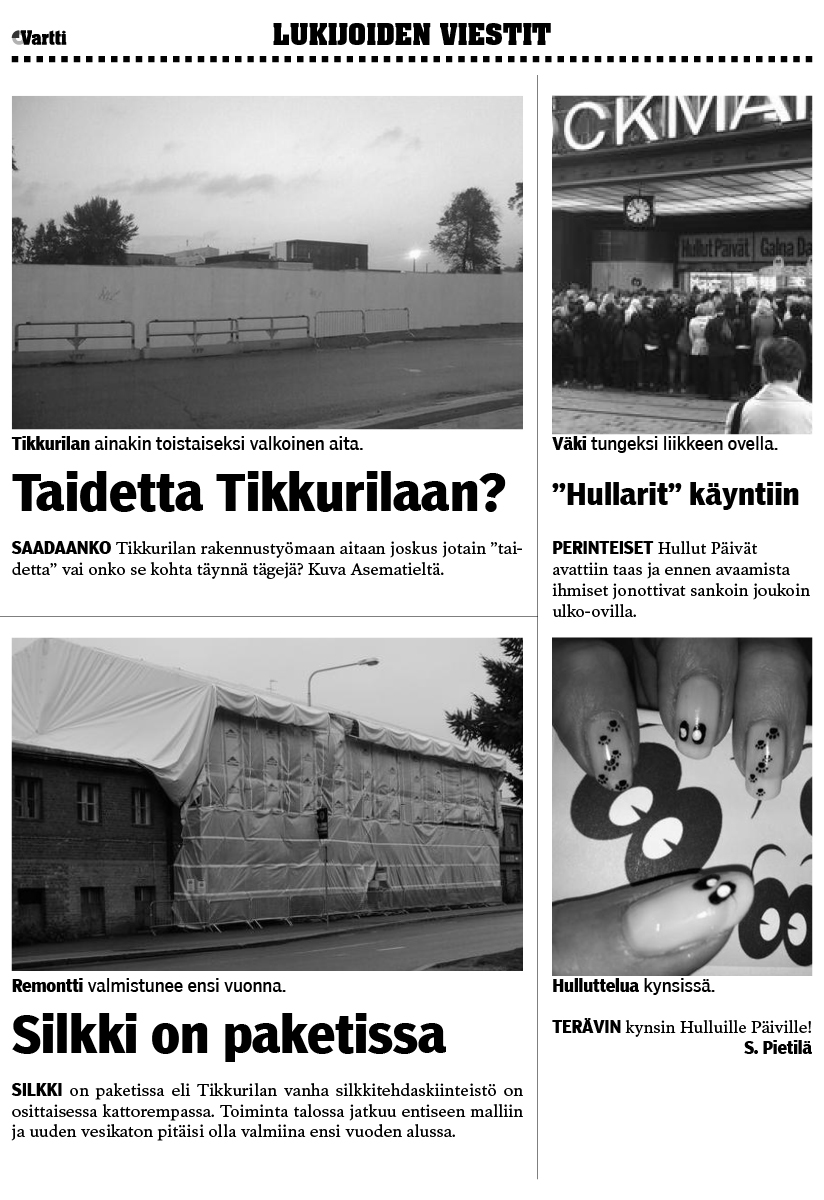 Vartti
LUKIJOIDEN VIESTIT
Tikkurilan ainakin toistaiseksi valkoinen aita.
Taidetta Tikkurilaan?
SAADAANKO Tikkurilan rakennustyömaan aitaan joskus jotain ”tai-
detta” vai onko se kohta täynnä tägejä? Kuva Asematieltä.
Remontti valmistunee ensi vuonna.
Silkki on paketissa
SILKKI on paketissa eli Tikkurilan vanha silkkitehdaskiinteistö on
osittaisessa kattorempassa. Toiminta talossa jatkuu entiseen malliin
ja uuden vesikaton pitäisi olla valmiina ensi vuoden alussa.
OCKMA
Hullut Päivät Galna Da
Väki tungeksi liikkeen ovella.
”Hullarit” käyntiin
PERINTEISET Hullut Päivät
avattiin taas ja ennen avaamista
ihmiset jonottivat sankoin joukoin
ulko-ovilla.
Hulluttelua kynsissä.
TERÄVIN kynsin Hulluille Päiville!
S. Pietilä